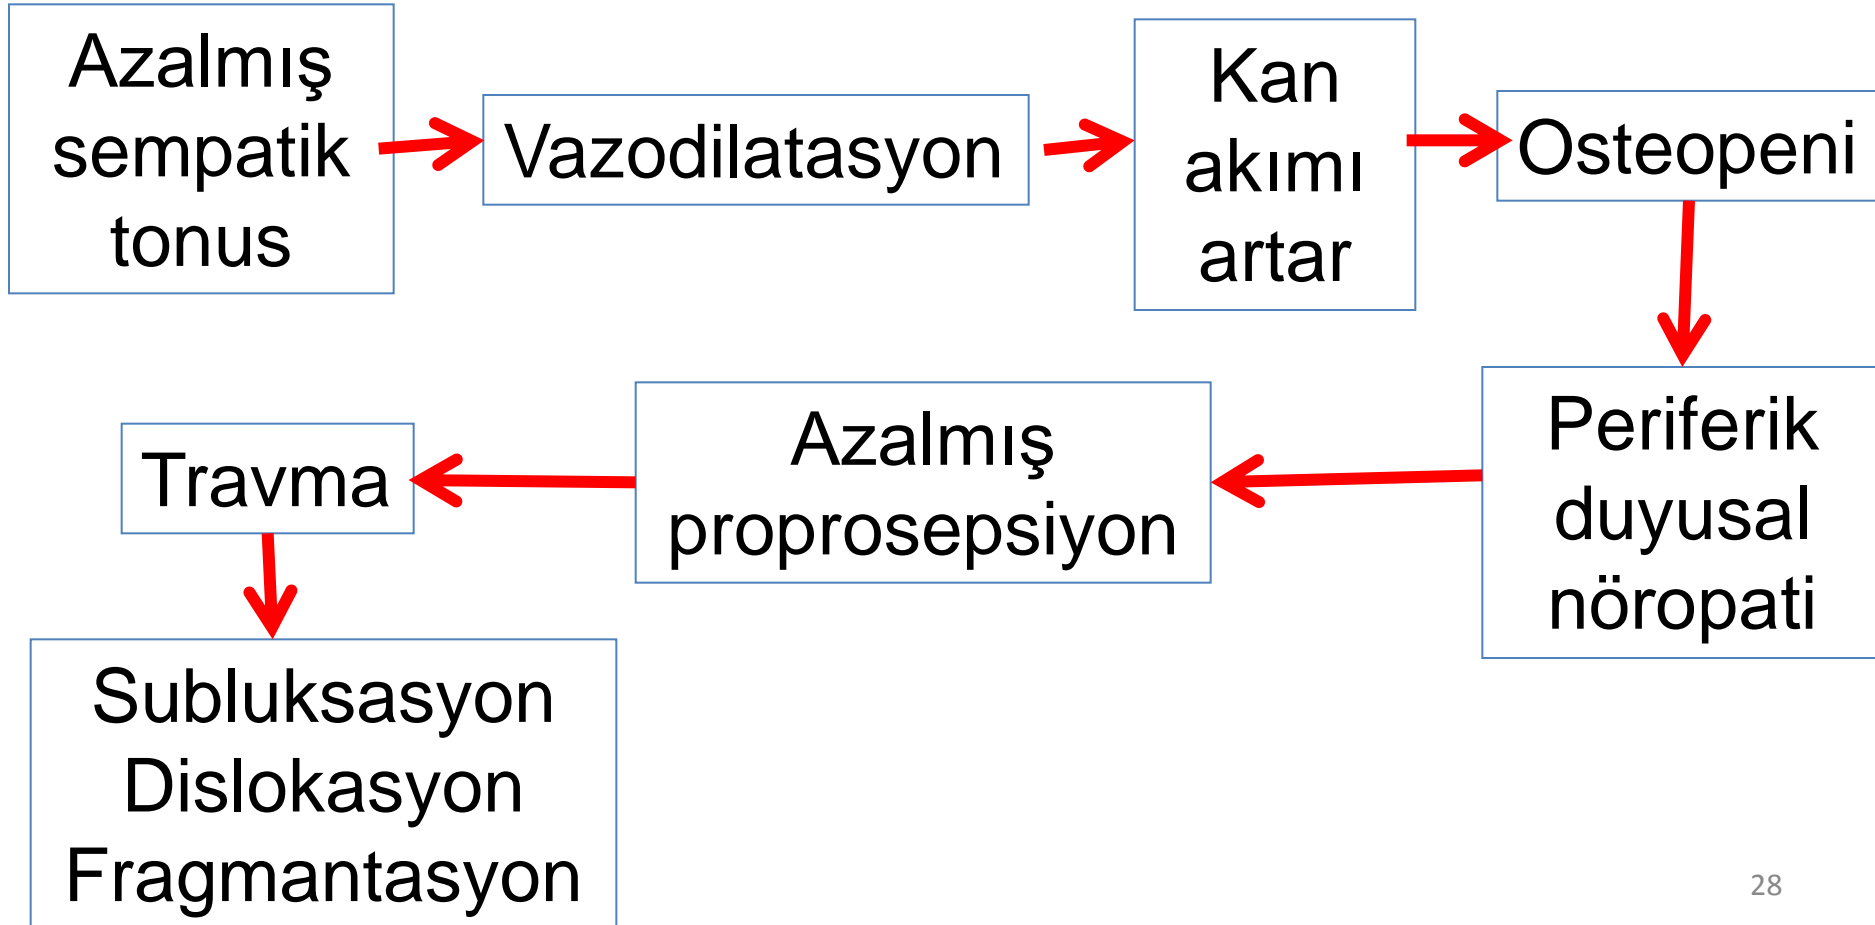 Azalmış
sempatik
tonus
Vazodilatasyon
Kan
akımı
artar
Osteopeni
Periferik
duyusal
nöropati
Azalmış
proprosepsiyon
Travma
Subluksasyon
Dislokasyon
Fragmantasyon
28